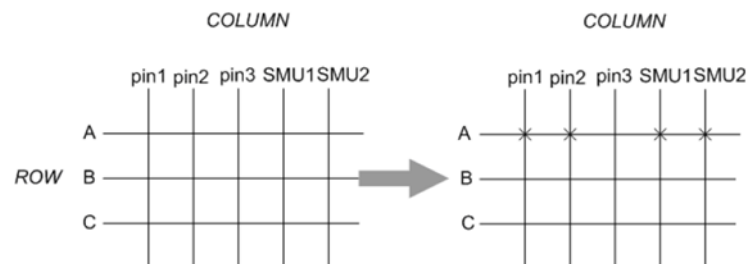 COLUMN COLUMN
pin1 pin2 pin3 SMU1 SMU2 pin1 pin2 pin3 SMU1 SMU2
A A
ROW B B
C C